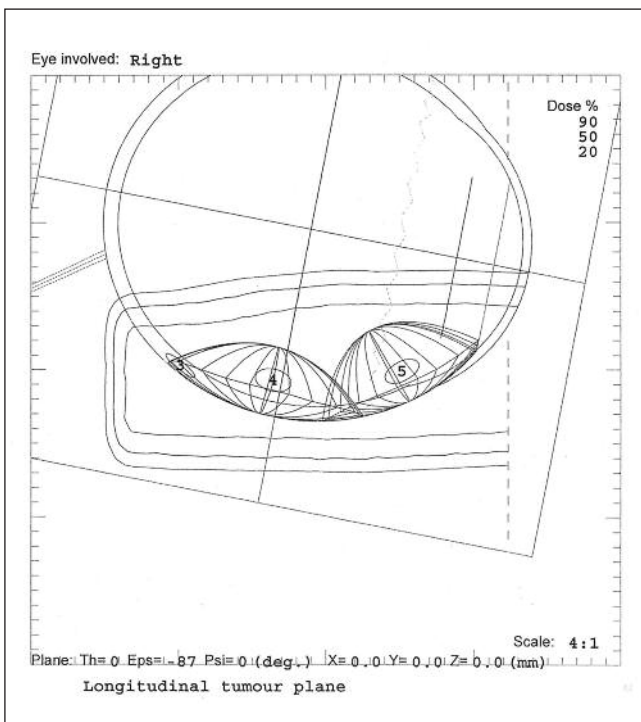 Eye involved: Right
Dose %
90
50
20
3
4
5
Scale: 4:1
Plane: Th= 0 Eps= -87 Psi= 0 (deg.) X= 0.0 Y= 0.0 Z= 0.0 (mm)
Longitudinal tumour plane